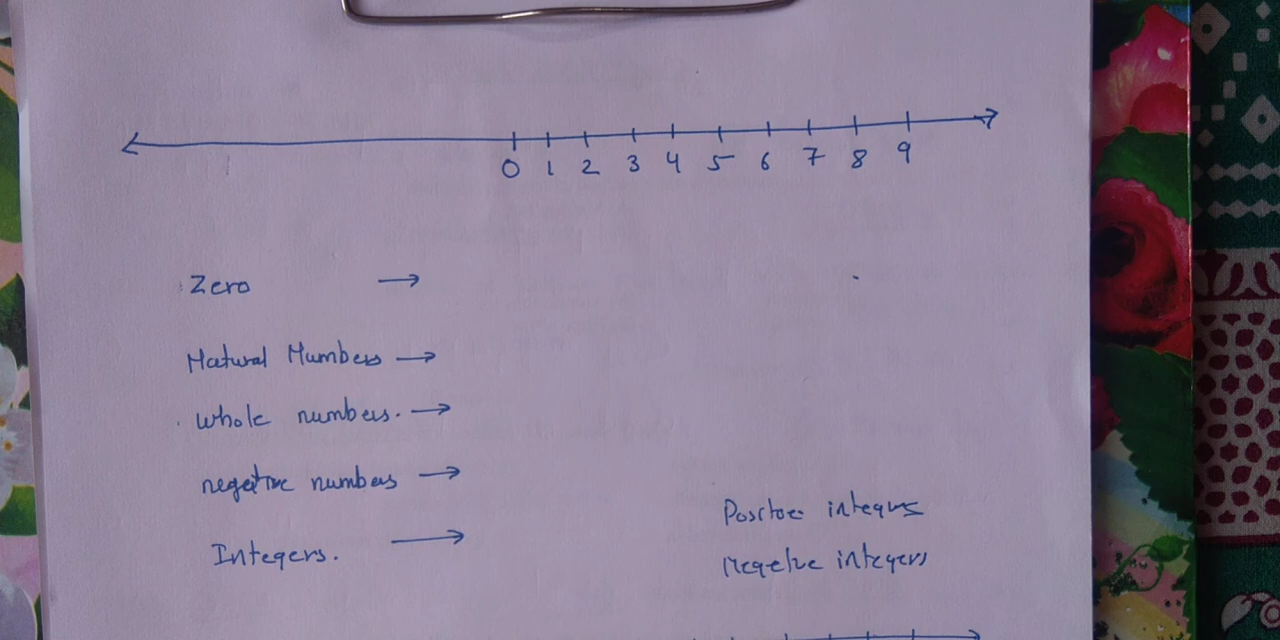 0 1 2 3 4 5 6 7 8 9
Zero →
Natural Numbers →
whole numbers. →
negative numbers →
Positive integers
Integers. →
Negative integers